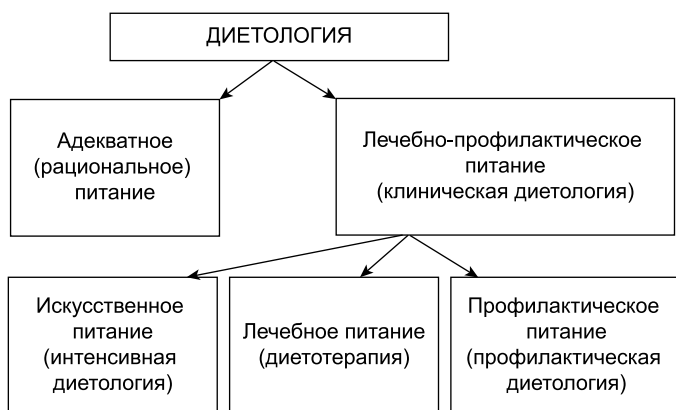 ДИЕТОЛОГИЯ
Адекватное
(рациональное)
питание
Лечебно-профилактическое
питание
(клиническая диетология)
Искусственное
питание
(интенсивная
диетология)
Лечебное питание
(диетотерапия)
Профилактическое
питание
(профилактическая
диетология)